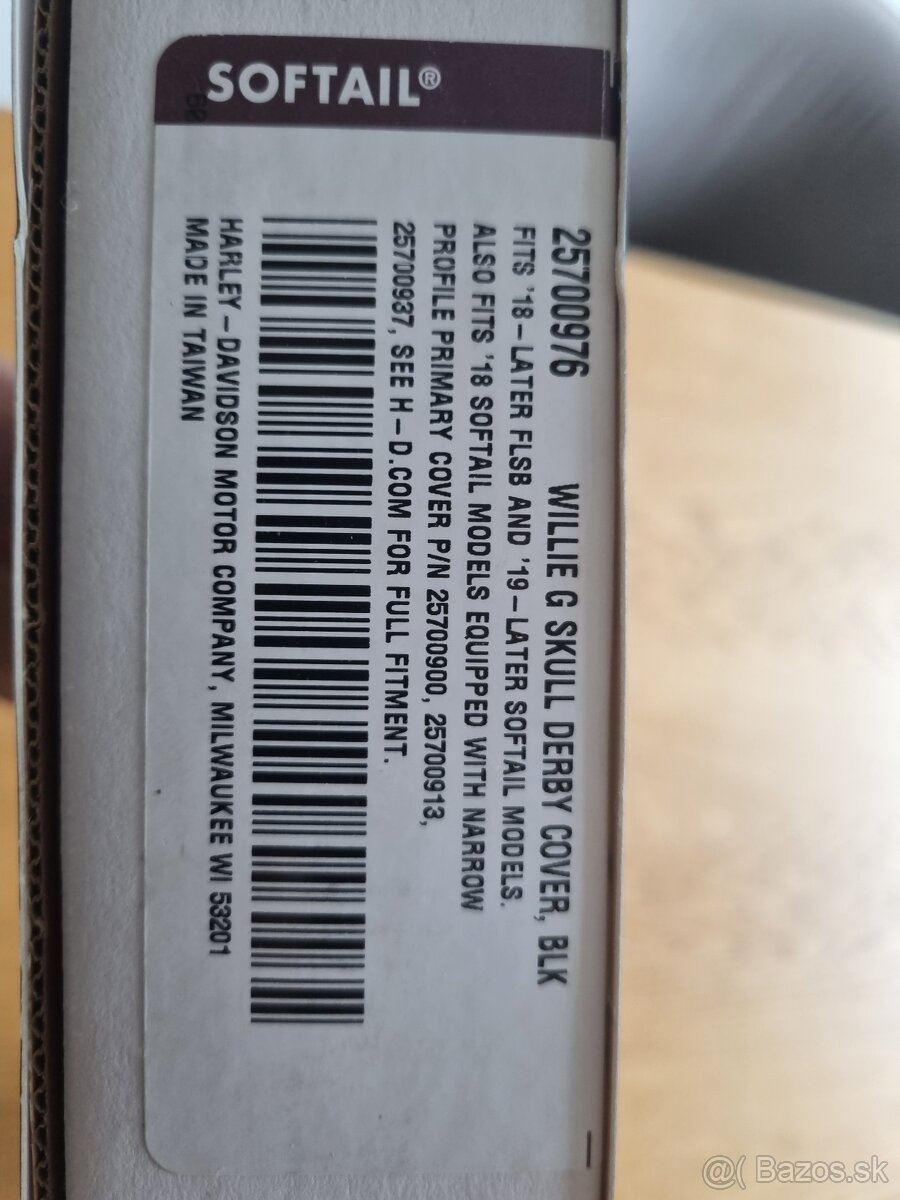 SOFTAIL®
60
25700976 WILLIE G SKULL DERBY COVER, BLK
FITS '18-LATER FLSB AND '19-LATER SOFTAIL MODELS.
ALSO FITS '18 SOFTAIL MODELS EQUIPPED WITH NARROW
PROFILE PRIMARY COVER P/N 25700900, 25700913,
25700937, SEE H-D.COM FOR FULL FITMENT.
HARLEY-DAVIDSON MOTOR COMPANY, MILWAUKEE WI 53201
MADE IN TAIWAN
@( Bazos.sk